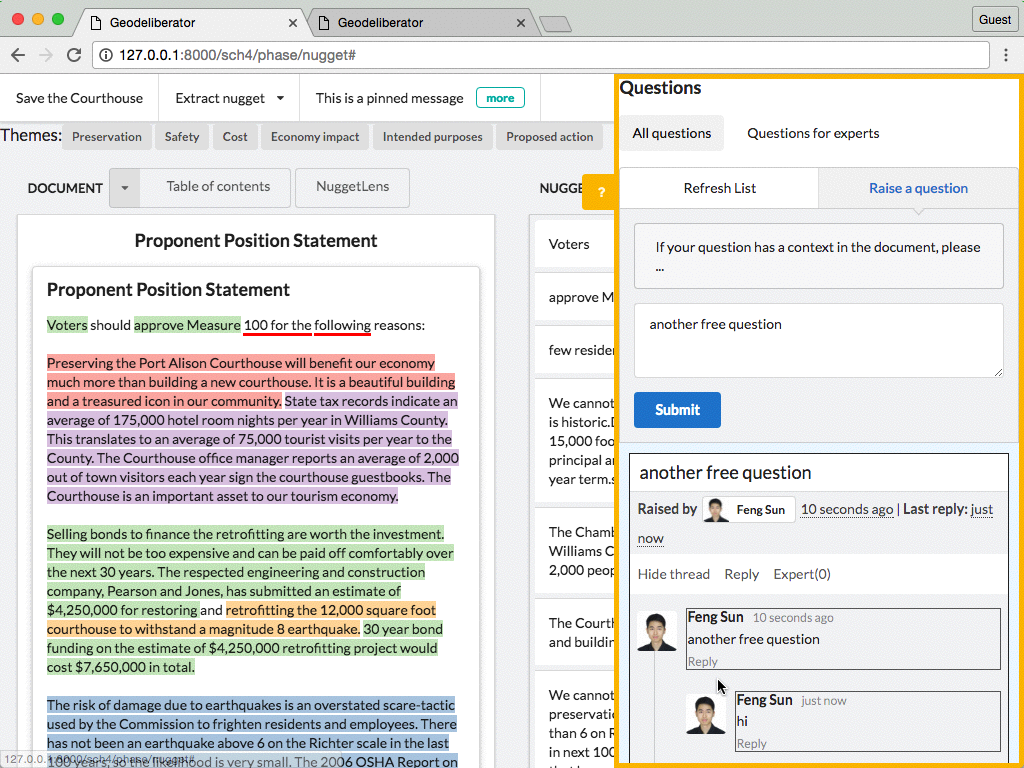 Geodeliberator
Geodeliberator
Guest
127.0.0.1:8000/sch4/phase/nugget#
Save the Courthouse
Extract nugget
This is a pinned message
more
Themes:
Preservation
Safety
Cost
Economy impact
Intended purposes
Proposed action
DOCUMENT
Table of contents
NuggetLens
Proponent Position Statement
Proponent Position Statement
Voters should approve Measure 100 for the following reasons:
Preserving the Port Alison Courthouse will benefit our economy
much more than building a new courthouse. It is a beautiful building
and a treasured icon in our community. State tax records indicate an
average of 175,000 hotel room nights per year in Williams County.
This translates to an average of 75,000 tourist visits per year to the
County. The Courthouse office manager reports an average of 2,000
out of town visitors each year sign the courthouse guestbooks. The
Courthouse is an important asset to our tourism economy.
Selling bonds to finance the retrofitting are worth the investment.
They will not be too expensive and can be paid off comfortably over
the next 30 years. The respected engineering and construction
company, Pearson and Jones, has submitted an estimate of
$4,250,000 for restoring and retrofitting the 12,000 square foot
courthouse to withstand a magnitude 8 earthquake. 30 year bond
funding on the estimate of $4,250,000 retrofitting project would
cost $7,650,000 in total.
The risk of damage due to earthquakes is an overstated scare-tactic
used by the Commission to frighten residents and employees. There
has not been an earthquake above 6 on the Richter scale in the last
100 years, so the likelihood is very small. The 2006 OSHA Report on
127.0.0.1:8000/sch4/phase/nugget#
NUGGE
?
Voters
approve M
few reside
We cannot
is historic.D
15,000 foo
principal a
year term.s
The Chamb
Williams C
2,000 peop
The Court
and buildin
We cannot
preservatio
than 6 on R
in next 100
Questions
All questions
Questions for experts
Refresh List
Raise a question
If your question has a context in the document, please
...
another free question
Submit
another free question
Raised by Feng Sun 10 seconds ago | Last reply: just
now
Hide thread Reply Expert(0)
Feng Sun 10 seconds ago
another free question
Reply
Feng Sun just now
hi
Reply